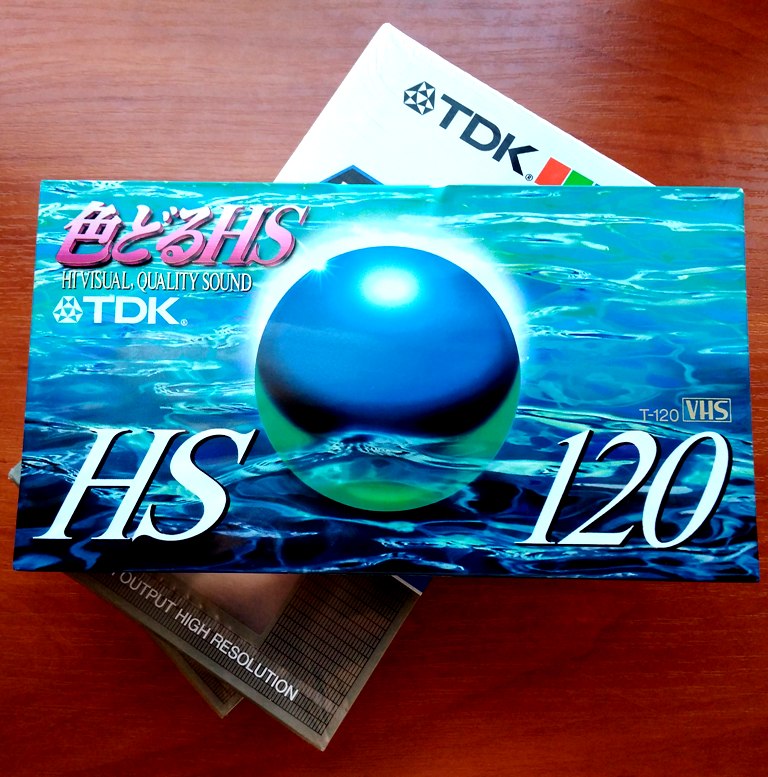 TDK®
色どるHS
HI VISUAL, QUALITY SOUND
TDK®
T-120 VHS
HS 120
OUTPUT HIGH RESOLUTION